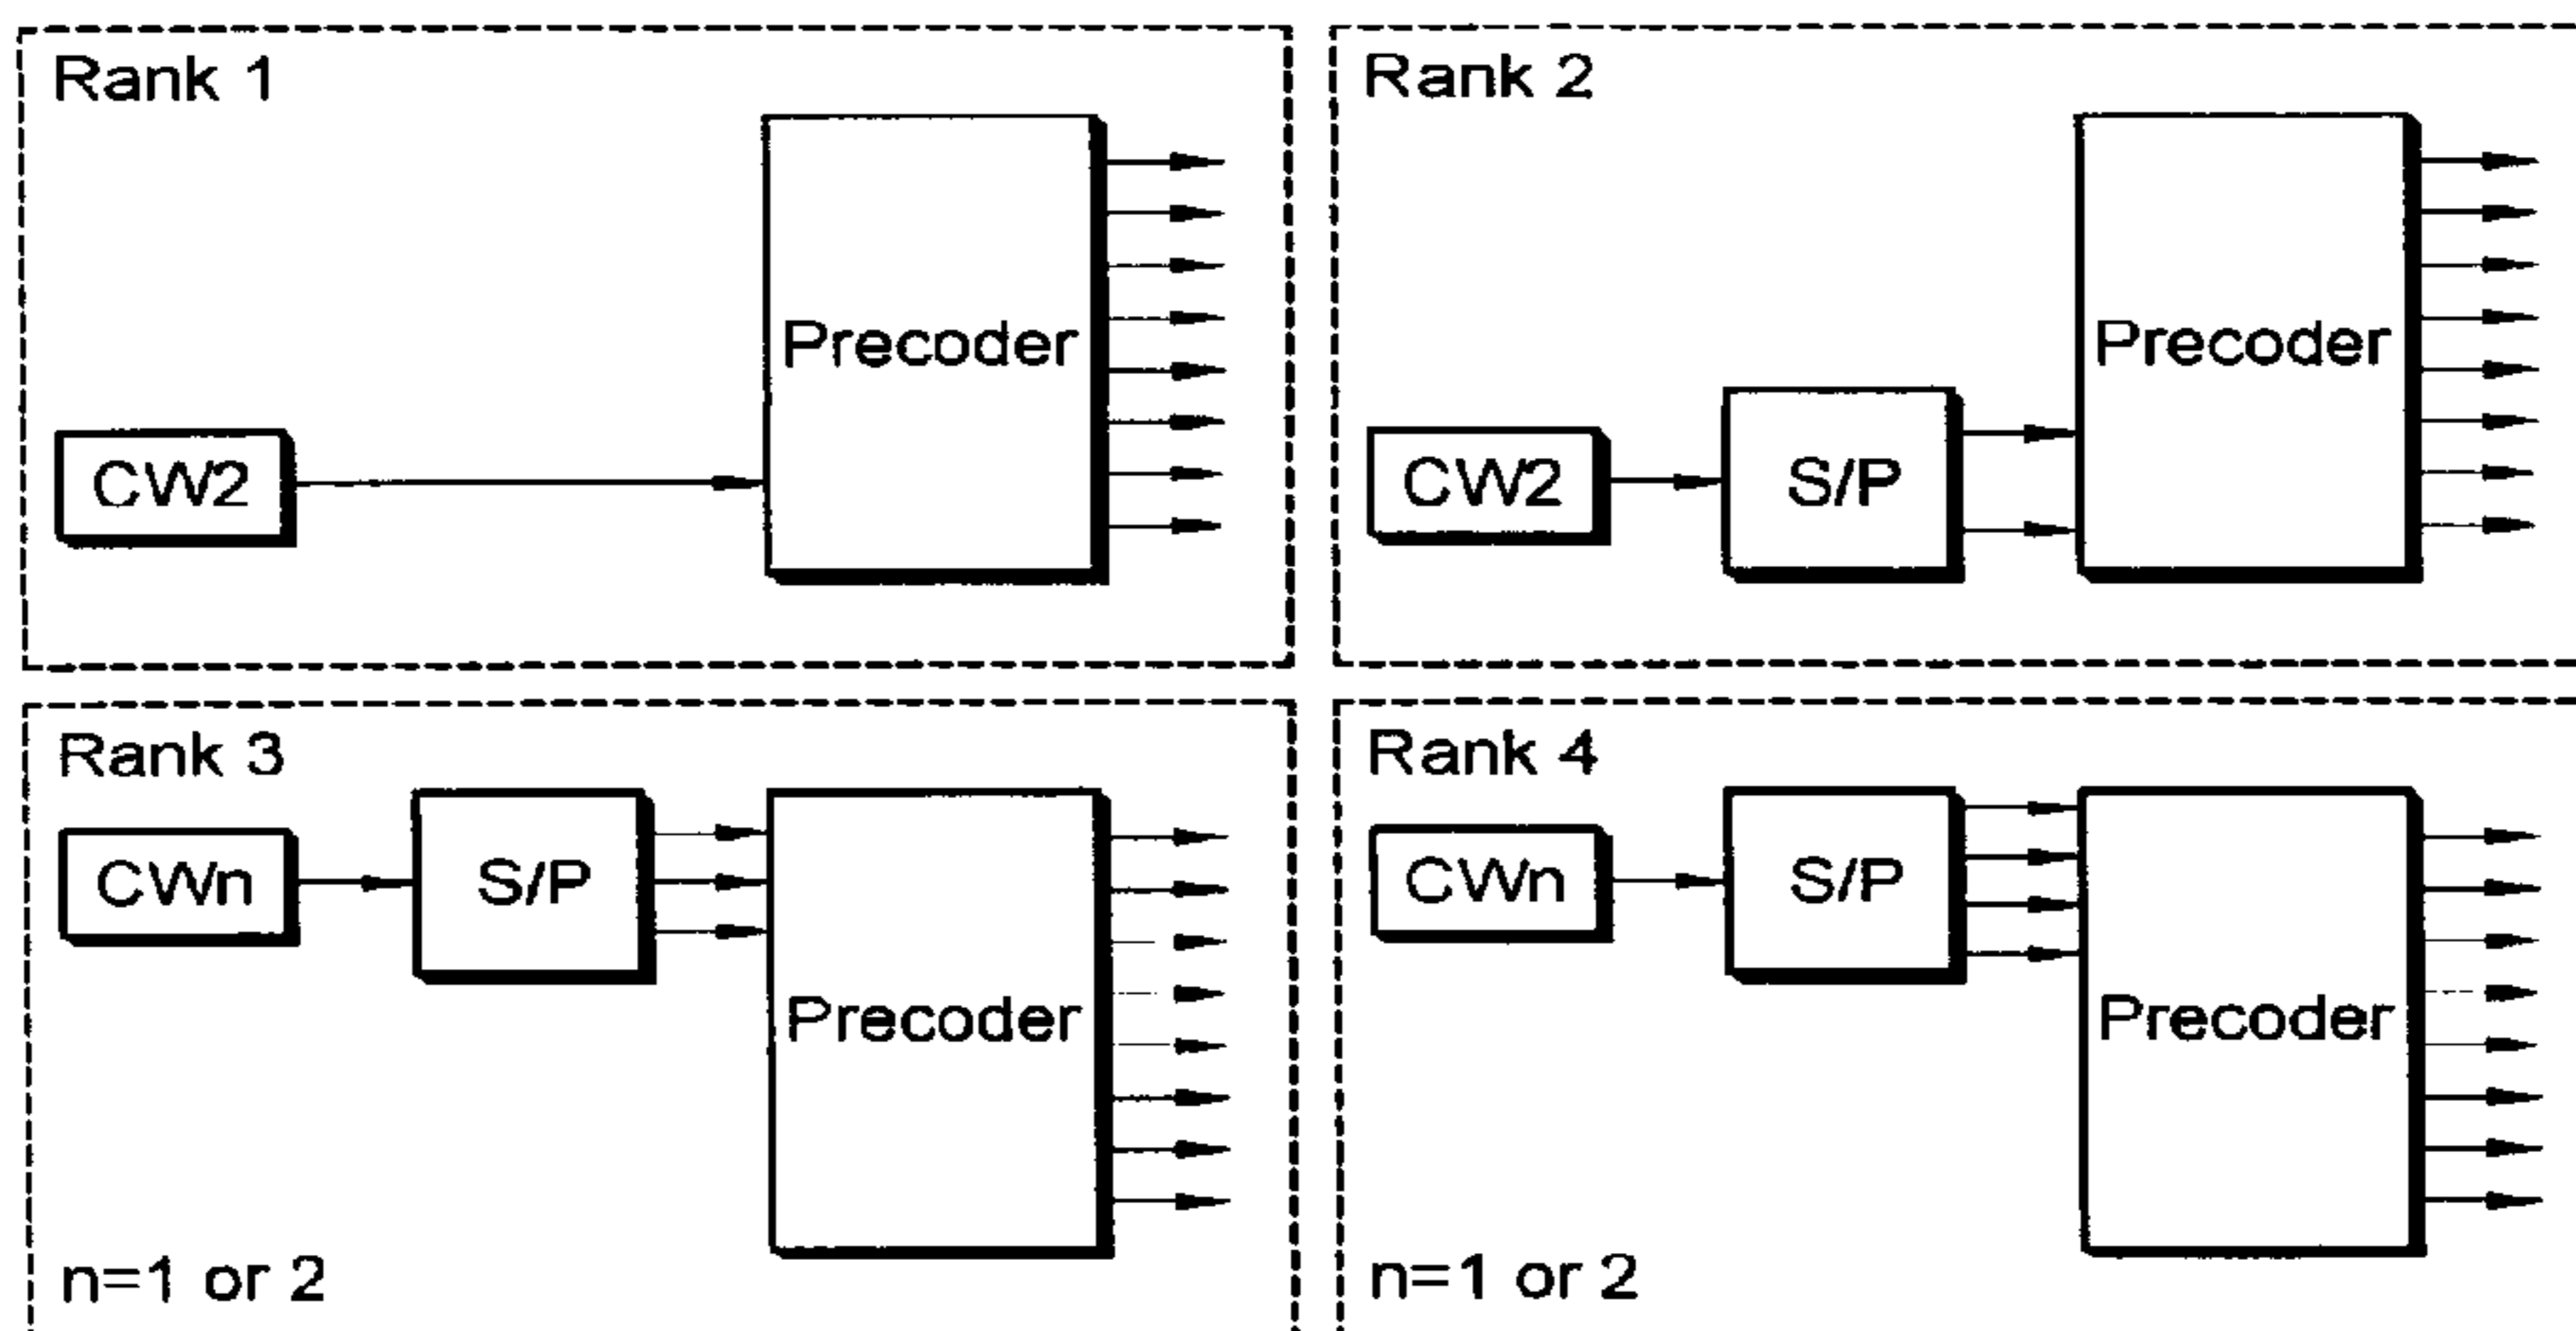 Rank 1
Precoder
CW2
Rank 2
Precoder
CW2
S/P
Rank 3
CWn
S/P
Precoder
n=1 or 2
Rank 4
CWn
S/P
Precoder
n=1 or 2